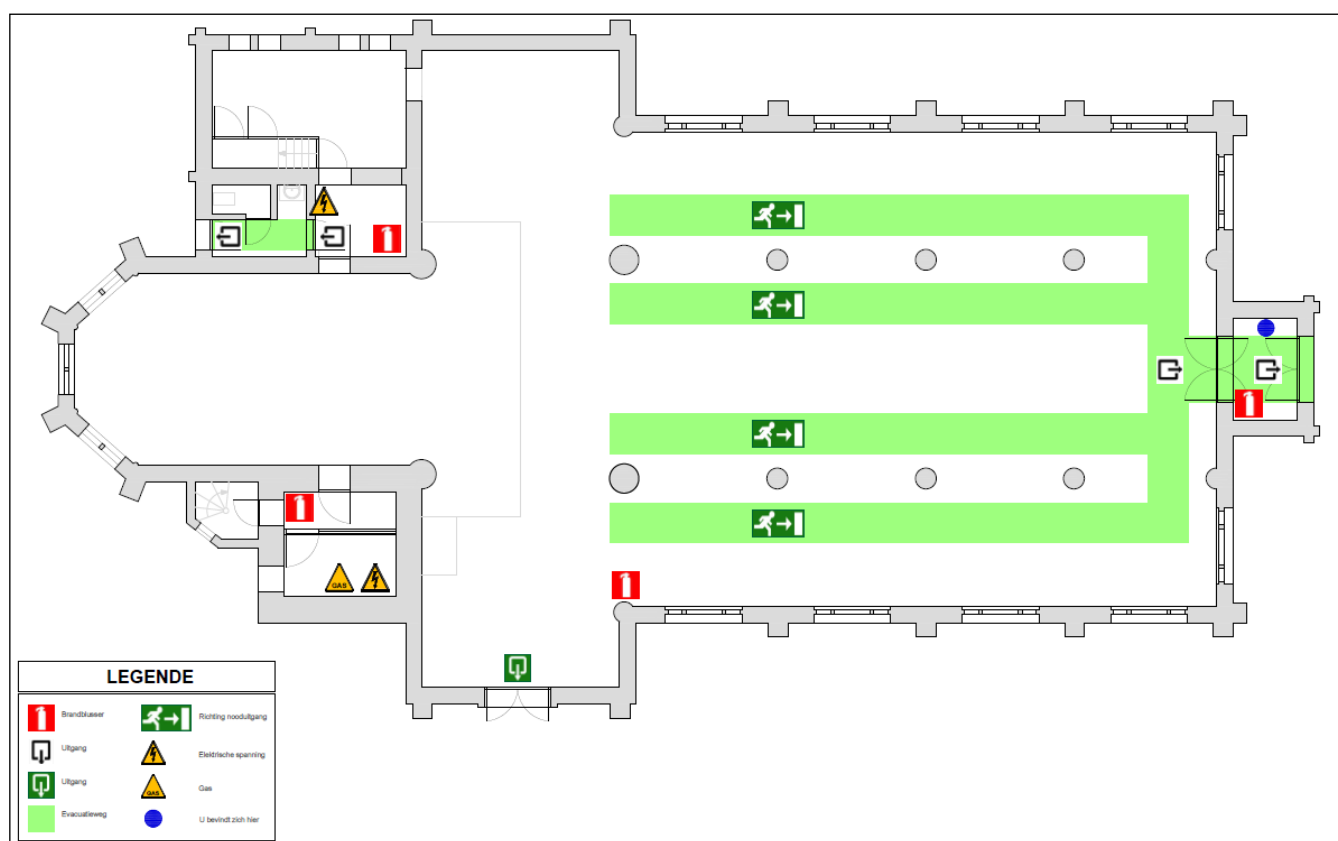 GAS
LEGENDE
Brandblusser
Richting nooduitgang
Uitgang
Elektrische spanning
Uitgang
GAS
Gas
Evacuatieweg
U bevindt zich hier